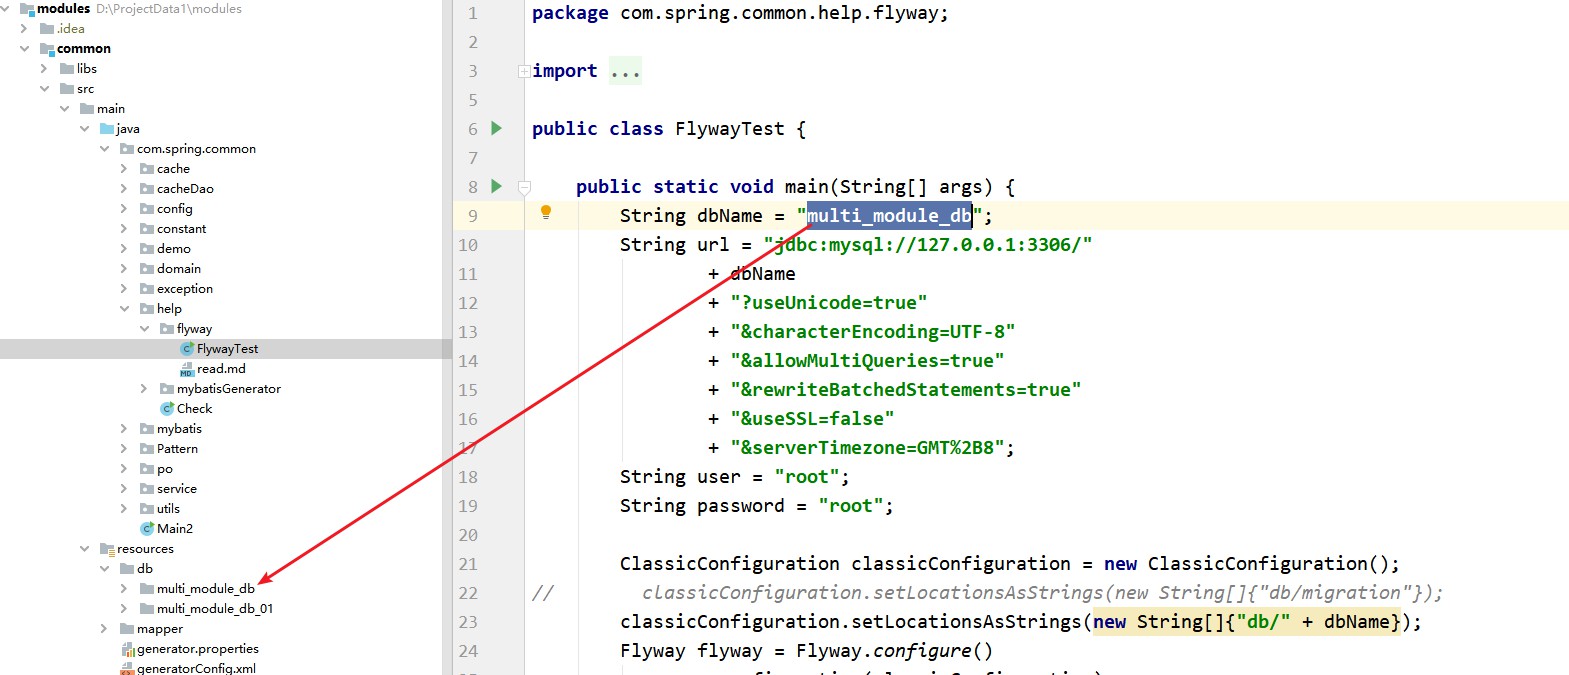 modules D:\ProjectData1\modules
.idea
common
libs
src
main
java
com.spring.common
cache
cacheDao
config
constant
demo
domain
exception
help
flyway
FlywayTest
read.md
mybatisGenerator
Check
mybatis
Pattern
po
service
utils
Main2
resources
db
multi_module_db
multi_module_db_01
mapper
generator.properties
generatorConfig.xml
1 package com.spring.common.help.flyway;
2
3 import ...
5
6 public class FlywayTest {
7
8 public static void main(String[] args) {
9 String dbName = "multi_module_db";
10 String url = "jdbc:mysql://127.0.0.1:3306/"
11 + dbName
12 + "?useUnicode=true"
13 + "&characterEncoding=UTF-8"
14 + "&allowMultiQueries=true"
15 + "&rewriteBatchedStatements=true"
16 + "&useSSL=false"
17 + "&serverTimezone=GMT%2B8";
18 String user = "root";
19 String password = "root";
20
21 ClassicConfiguration classicConfiguration = new ClassicConfiguration();
22 // classicConfiguration.setLocationsAsStrings(new String[]{"db/migration"});
23 classicConfiguration.setLocationsAsStrings(new String[]{"db/" + dbName});
24 Flyway flyway = Flyway.configure()